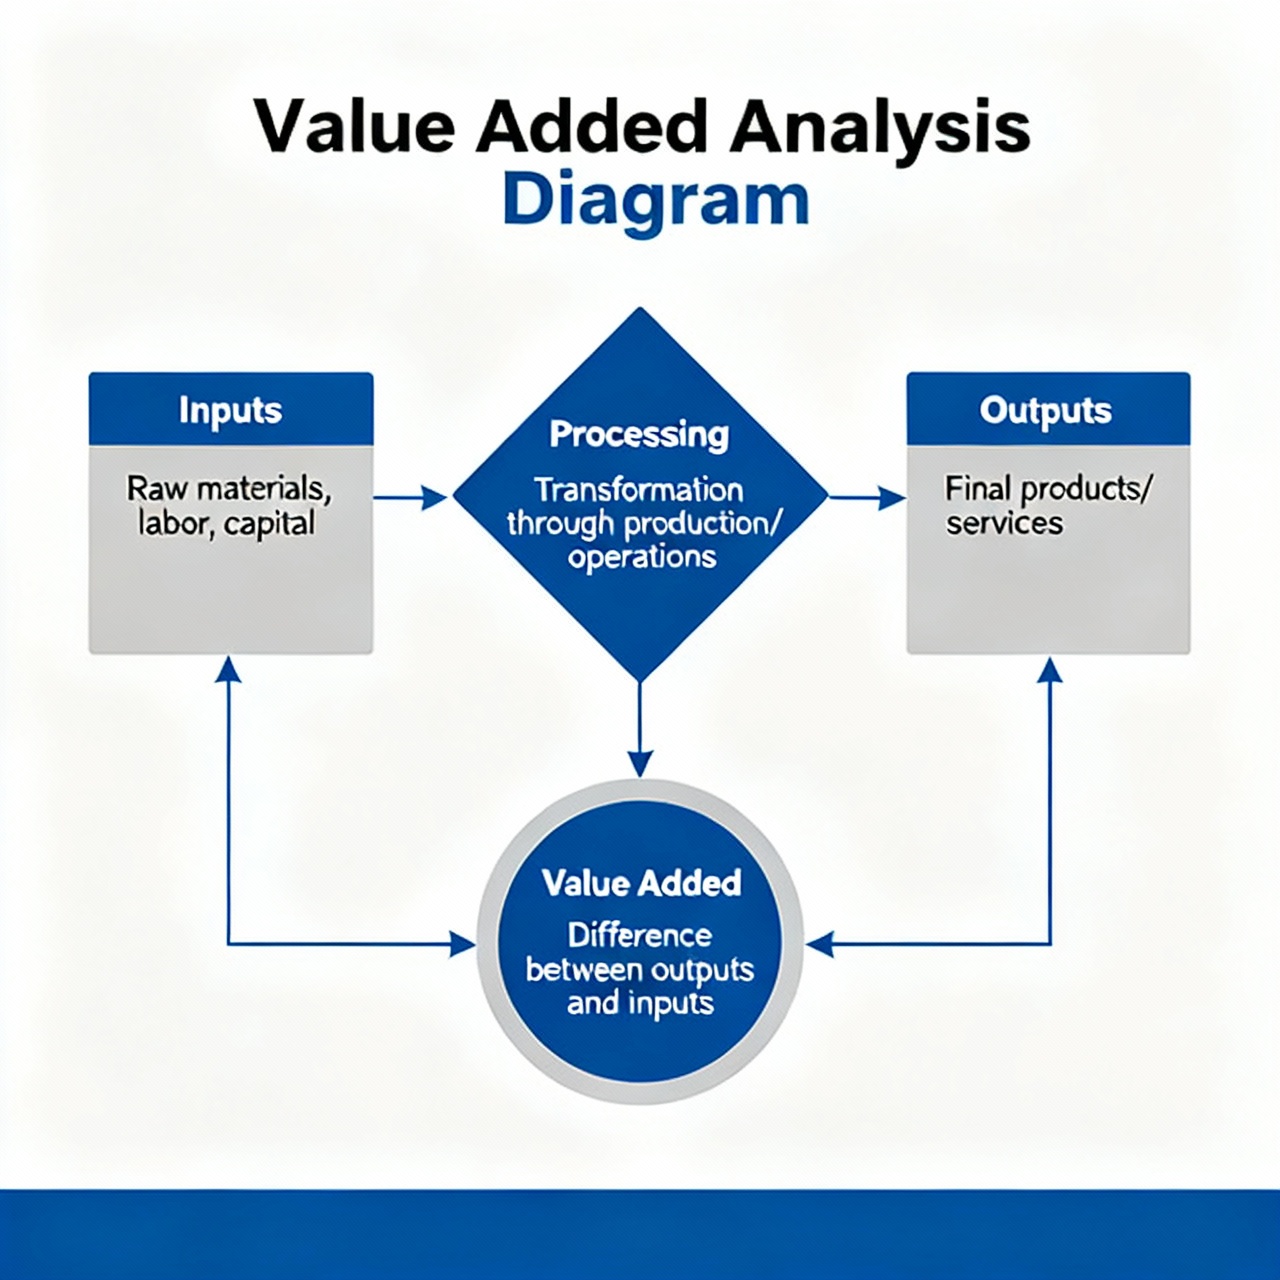 Value Added Analysis
Diagram
Inputs
Raw materials,
labor, capital
Processing
Transformation
through production/
operations
Outputs
Final products/
services
Value Added
Difference
between outputs
and inputs